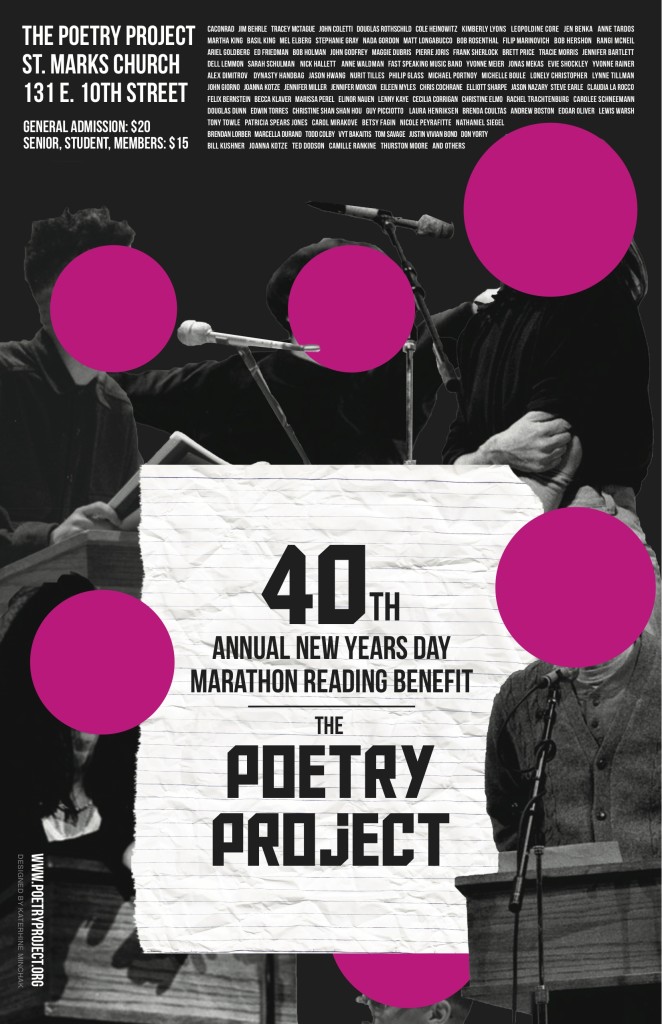 THE POETRY PROJECT
ST. MARKS CHURCH
131 E. 10TH STREET
GENERAL ADMISSION: $20
SENIOR, STUDENT, MEMBERS: $15
CACONRAD JIM BEHRLE TRACEY MCTAGUE JOHN COLETTI DOUGLAS ROTHSCHILD COLE HEINOWITZ KIMBERLY LYONS LEOPOLDINE CORE JEN BENKA ANNE TARDOS
MARTHA KING BASIL KING MEL ELBERG STEPHANIE GRAY NADA GORDON MATT LONGABUCCO BOB ROSENTHAL FILIP MARINOVICH BOB HERSHON RANGI MCNEIL
ARIEL GOLDBERG ED FRIEDMAN BOB HOLMAN JOHN GODFREY MAGGIE DUBRIS PIERRE JORIS FRANK SHERLOCK BRETT PRICE TRACIE MORRIS JENNIFER BARTLETT
DELL LEMMON SARAH SCHULMAN NICK HALLETT ANNE WALDMAN FAST SPEAKING MUSIC BAND YVONNE MEIER JONAS MEKAS EVIE SHOCKLEY YVONNE RAINER
ALEX DIMITROV DYNASTY HANDBAG JASON HWANG NURIT TILLES PHILIP GLASS MICHAEL PORTNOY MICHELLE BOULE LONELY CHRISTOPHER LYNNE TILLMAN
JOHN GIORNO JOANNA KOTZE JENNIFER MILLER JENNIFER MONSON EILEEN MYLES CHRIS COCHRANE ELLIOTT SHARPE JASON NAZARY STEVE EARLE CLAUDIA LA ROCCO
FELIX BERNSTEIN BECCA KLAVER MARISSA PEREL ELINOR NAUEN LENNY KAYE CECILIA CORRIGAN CHRISTINE ELMO RACHEL TRACHTENBURG CAROLEE SCHNEEMANN
DOUGLAS DUNN EDWIN TORRES CHRISTINE SHAN SHAN HOU GUY PICCIOTTO LAURA HENRIKSEN BRENDA COULTAS ANDREW BOSTON EDGAR OLIVER LEWIS WARSH
TONY TOWLE PATRICIA SPEARS JONES CAROL MIRAKOVE BETSY FAGIN NICOLE PEYRAFITTE NATHANIEL SIEGEL
BRENDAN LORBER MARCELLA DURAND TODD COLBY VYT BAKAITIS TOM SAVAGE JUSTIN VIVIAN BOND DON YORTY
BILL KUSHNER JOANNA KOTZE TED DODSON CAMILLE RANKINE THURSTON MOORE AND OTHERS
40TH
ANNUAL NEW YEARS DAY
MARATHON READING BENEFIT
THE
POETRY
PROJECT
WWW.POETRYPROJECT.ORG
DESIGNED BY KATERHINE MINCHAK